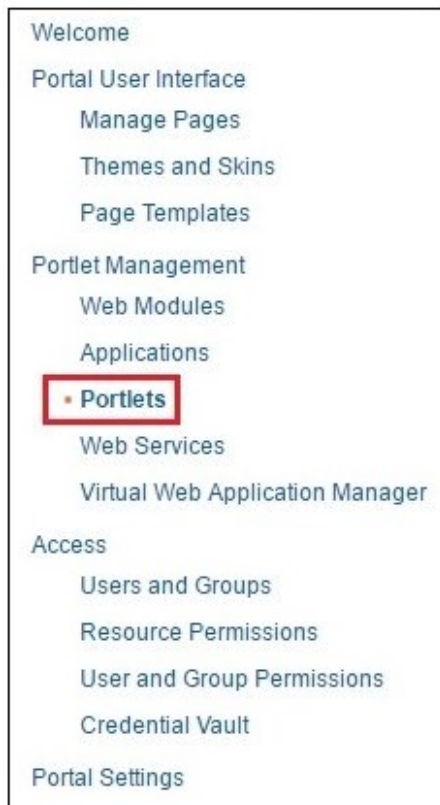 Welcome
Portal User Interface
Manage Pages
Themes and Skins
Page Templates
Portlet Management
Web Modules
Applications
• Portlets
Web Services
Virtual Web Application Manager
Access
Users and Groups
Resource Permissions
User and Group Permissions
Credential Vault
Portal Settings